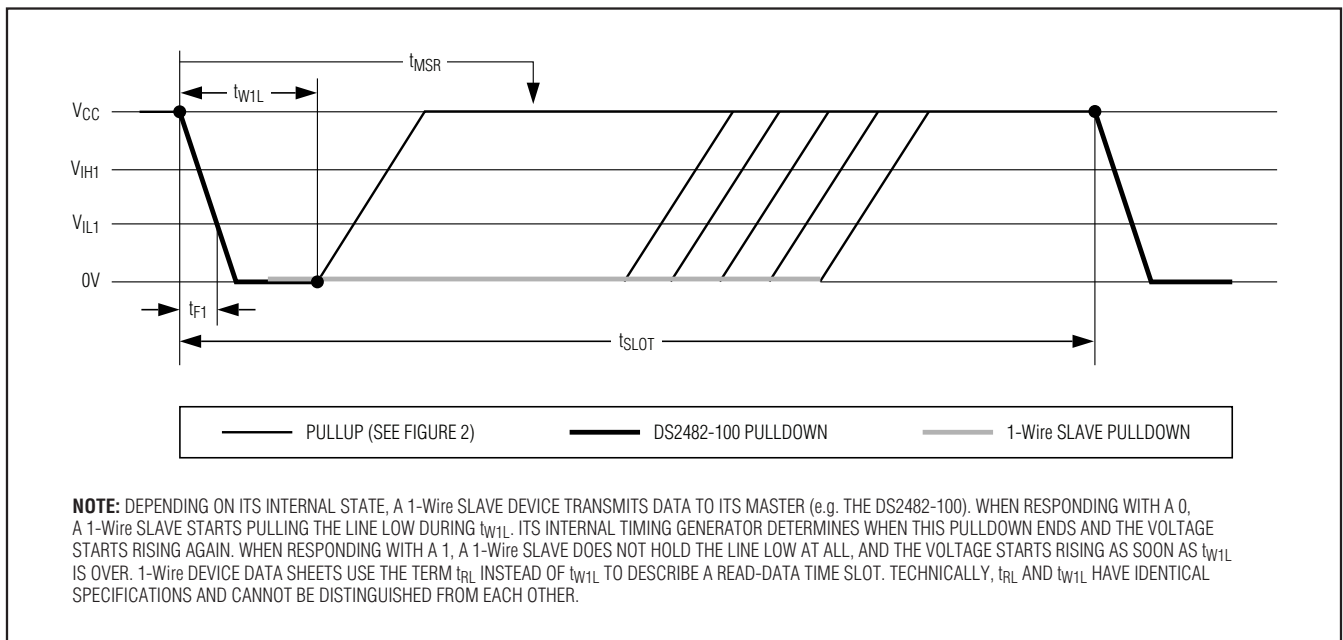 tMSR
tW1L
VCC
VIH1
VIL1
0V
tF1
tSLOT
PULLUP (SEE FIGURE 2) DS2482-100 PULLDOWN 1-Wire SLAVE PULLDOWN
NOTE: DEPENDING ON ITS INTERNAL STATE, A 1-Wire SLAVE DEVICE TRANSMITS DATA TO ITS MASTER (e.g. THE DS2482-100). WHEN RESPONDING WITH A 0,
A 1-Wire SLAVE STARTS PULLING THE LINE LOW DURING tW1L. ITS INTERNAL TIMING GENERATOR DETERMINES WHEN THIS PULLDOWN ENDS AND THE VOLTAGE
STARTS RISING AGAIN. WHEN RESPONDING WITH A 1, A 1-Wire SLAVE DOES NOT HOLD THE LINE LOW AT ALL, AND THE VOLTAGE STARTS RISING AS SOON AS tW1L
IS OVER. 1-Wire DEVICE DATA SHEETS USE THE TERM tRL INSTEAD OF tW1L TO DESCRIBE A READ-DATA TIME SLOT. TECHNICALLY, tRL AND tW1L HAVE IDENTICAL
SPECIFICATIONS AND CANNOT BE DISTINGUISHED FROM EACH OTHER.